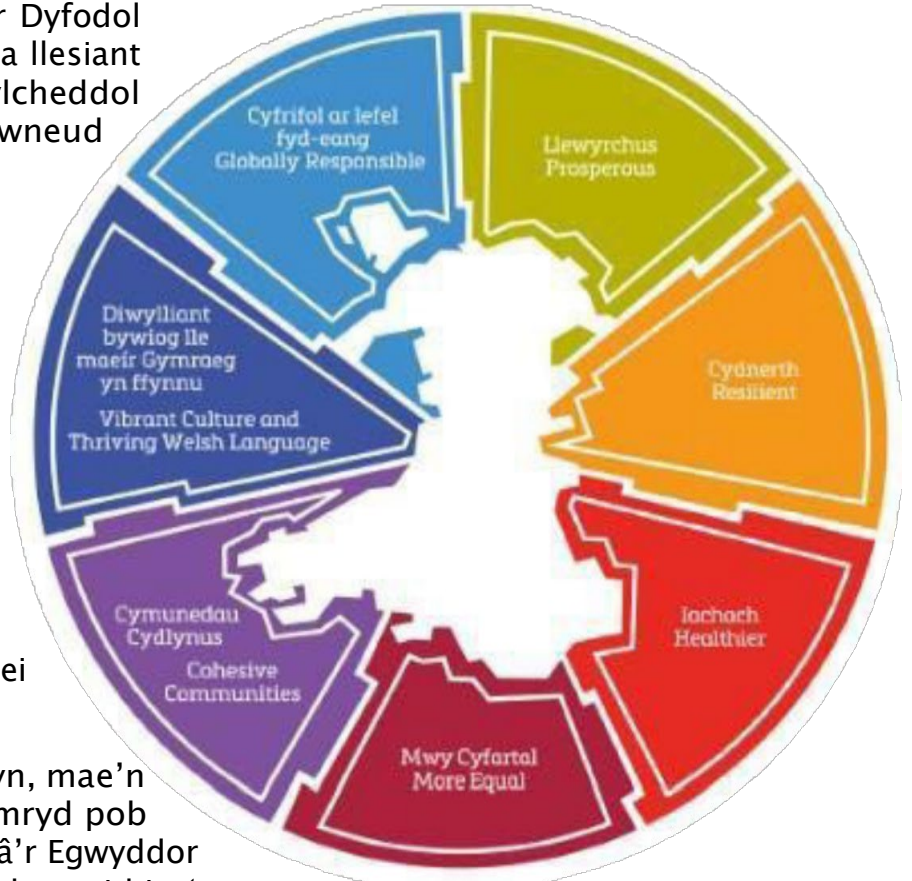 r Dyfodol
a llesiant
ylcheddol
wneud
Cyfrifol ar lefel
fyd-eang
Globally Responsible
Llewyrchus
Prosperous
Cydnerth
Resilient
Iachach
Healthier
Mwy Cyfartal
More Equal
Cymunedau
Cydlynus
Cohesive
Communities
Diwylliant
bywiog lle
maeír Gymraeg
yn ffynnu
Vibrant Culture and
Thriving Welsh Language
ei
yn, mae'n
mryd pob
â'r Egwyddor